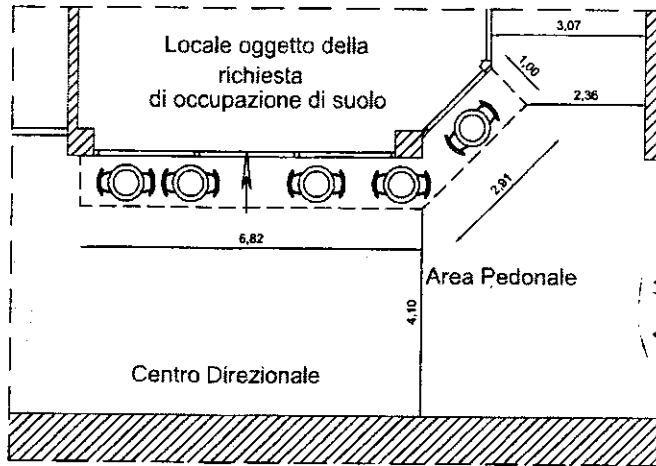 Locale oggetto della
richiesta
di occupazione di suolo
3,07
1,00
2,36
2,91
6,82
Area Pedonale
4,10
Centro Direzionale